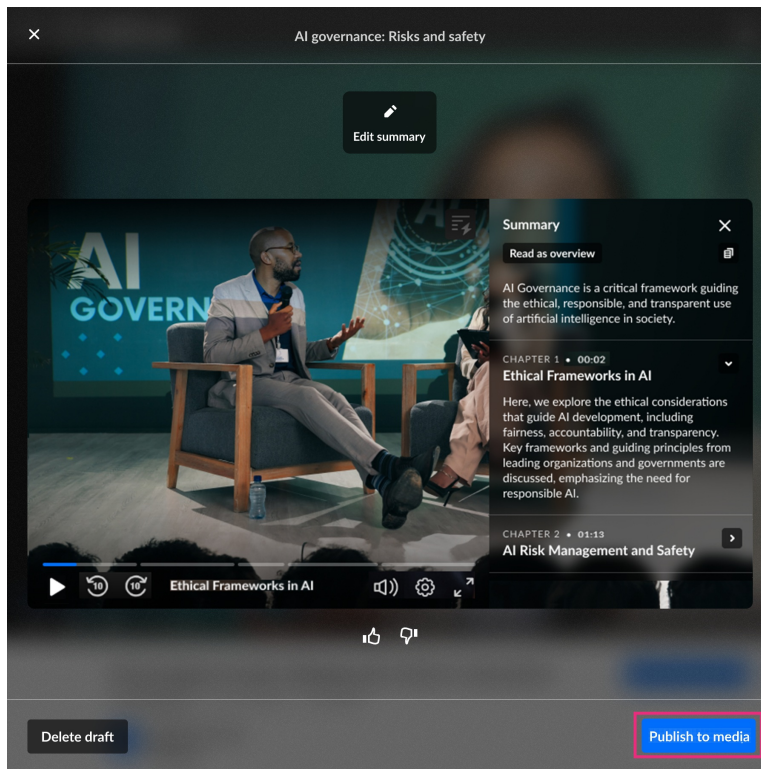 AI governance: Risks and safety
Edit summary
AI
GOVERN
AI
Summary
Read as overview
AI Governance is a critical framework guiding
the ethical, responsible, and transparent use
of artificial intelligence in society.
CHAPTER 1 • 00:02
Ethical Frameworks in AI
Here, we explore the ethical considerations
that guide AI development, including
fairness, accountability, and transparency.
Key frameworks and guiding principles from
leading organizations and governments are
discussed, emphasizing the need for
responsible AI.
CHAPTER 2 • 01:13
AI Risk Management and Safety
10
10
Ethical Frameworks in AI
Delete draft
Publish to media